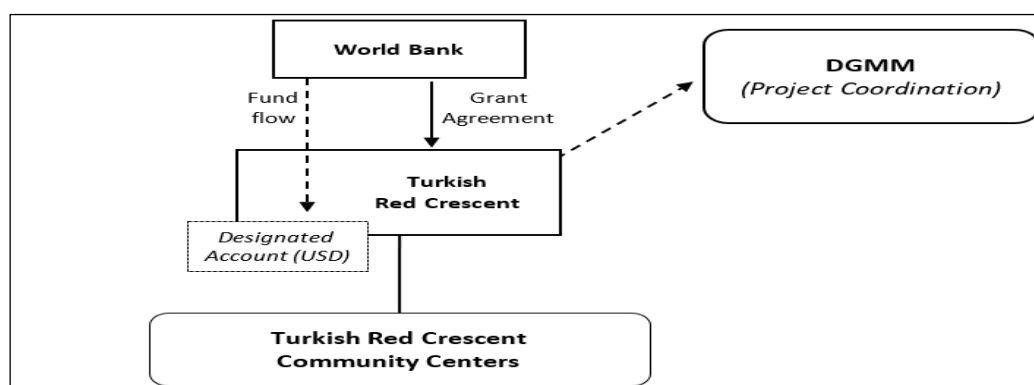 World Bank
DGMM
(Project Coordination)
Fund
flow
Grant
Agreement
Turkish
Red Crescent
Designated
Account (USD)
Turkish Red Crescent
Community Centers